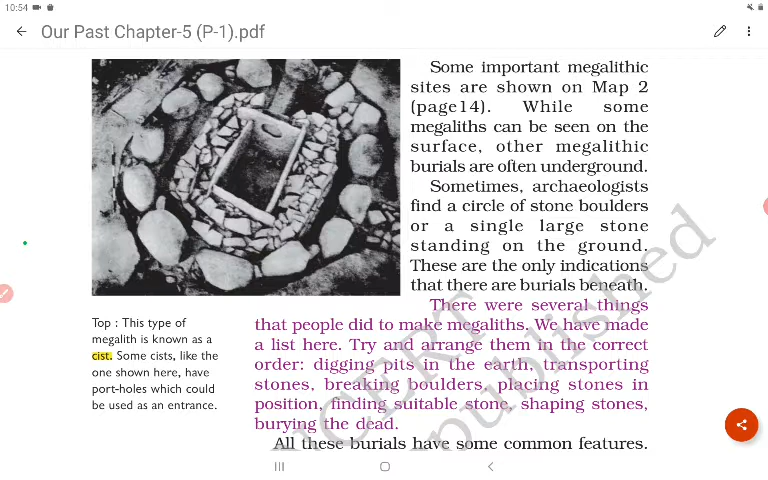 10:54
Our Past Chapter-5 (P-1).pdf
Some important megalithic
sites are shown on Map 2
(page14). While some
megaliths can be seen on the
surface, other megalithic
burials are often underground.
Sometimes, archaeologists
find a circle of stone boulders
or a single large stone
standing on the ground.
These are the only indications
that there are burials beneath.
There were several things
that people did to make megaliths. We have made
a list here. Try and arrange them in the correct
order: digging pits in the earth, transporting
stones, breaking boulders, placing stones in
position, finding suitable stone, shaping stones,
burying the dead.
All these burials have some common features.
Top : This type of
megalith is known as a
cist. Some cists, like the
one shown here, have
port-holes which could
be used as an entrance.
NCERT
published